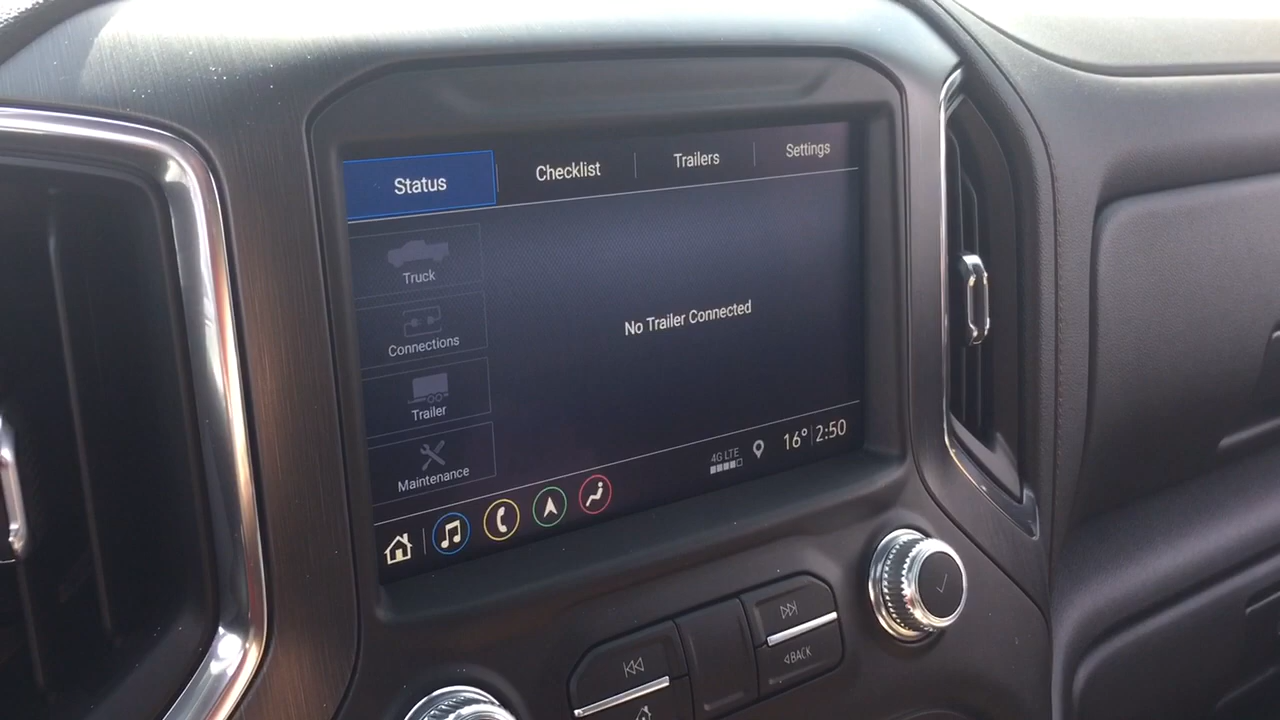 Status
Checklist
Trailers
Settings
Truck
Connections
Trailer
Maintenance
No Trailer Connected
4G LTE
16° 2:50
BACK